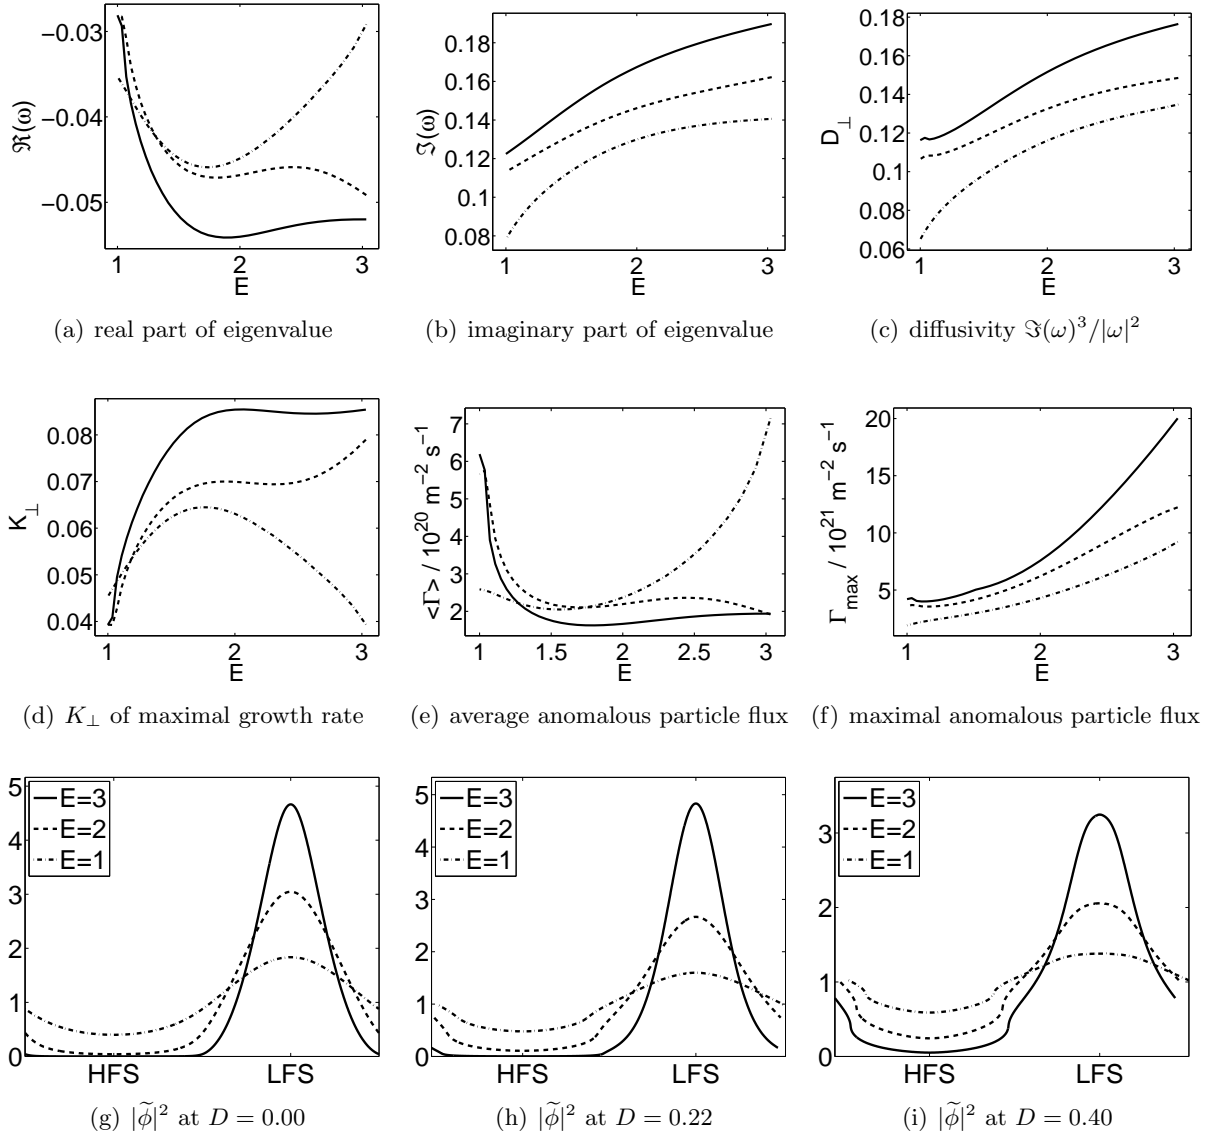 −0.03
−0.04
−0.05
ℜ(ω)
1
2
3
E
0.18
0.16
0.14
0.12
0.1
0.08
ℑ(ω)
1
2
3
E
0.18
0.16
0.14
0.12
0.1
0.08
0.06
D⊥
1
2
3
E
(a) real part of eigenvalue
(b) imaginary part of eigenvalue
(c) diffusivity ℑ(ω)³/|ω|²
0.08
0.07
0.06
0.05
0.04
K⊥
1
2
3
E
7
6
5
4
3
2
<Γ> / 10²⁰ m⁻² s⁻¹
1
1.5
2
2.5
3
E
20
15
10
5
Γmax / 10²¹ m⁻² s⁻¹
1
2
3
E
(d) K⊥ of maximal growth rate
(e) average anomalous particle flux
(f) maximal anomalous particle flux
5
4
3
2
1
0
E=3
E=2
E=1
HFS
LFS
5
4
3
2
1
0
E=3
E=2
E=1
HFS
LFS
3
2
1
0
E=3
E=2
E=1
HFS
LFS
(g) |φ̃|² at D = 0.00
(h) |φ̃|² at D = 0.22
(i) |φ̃|² at D = 0.40